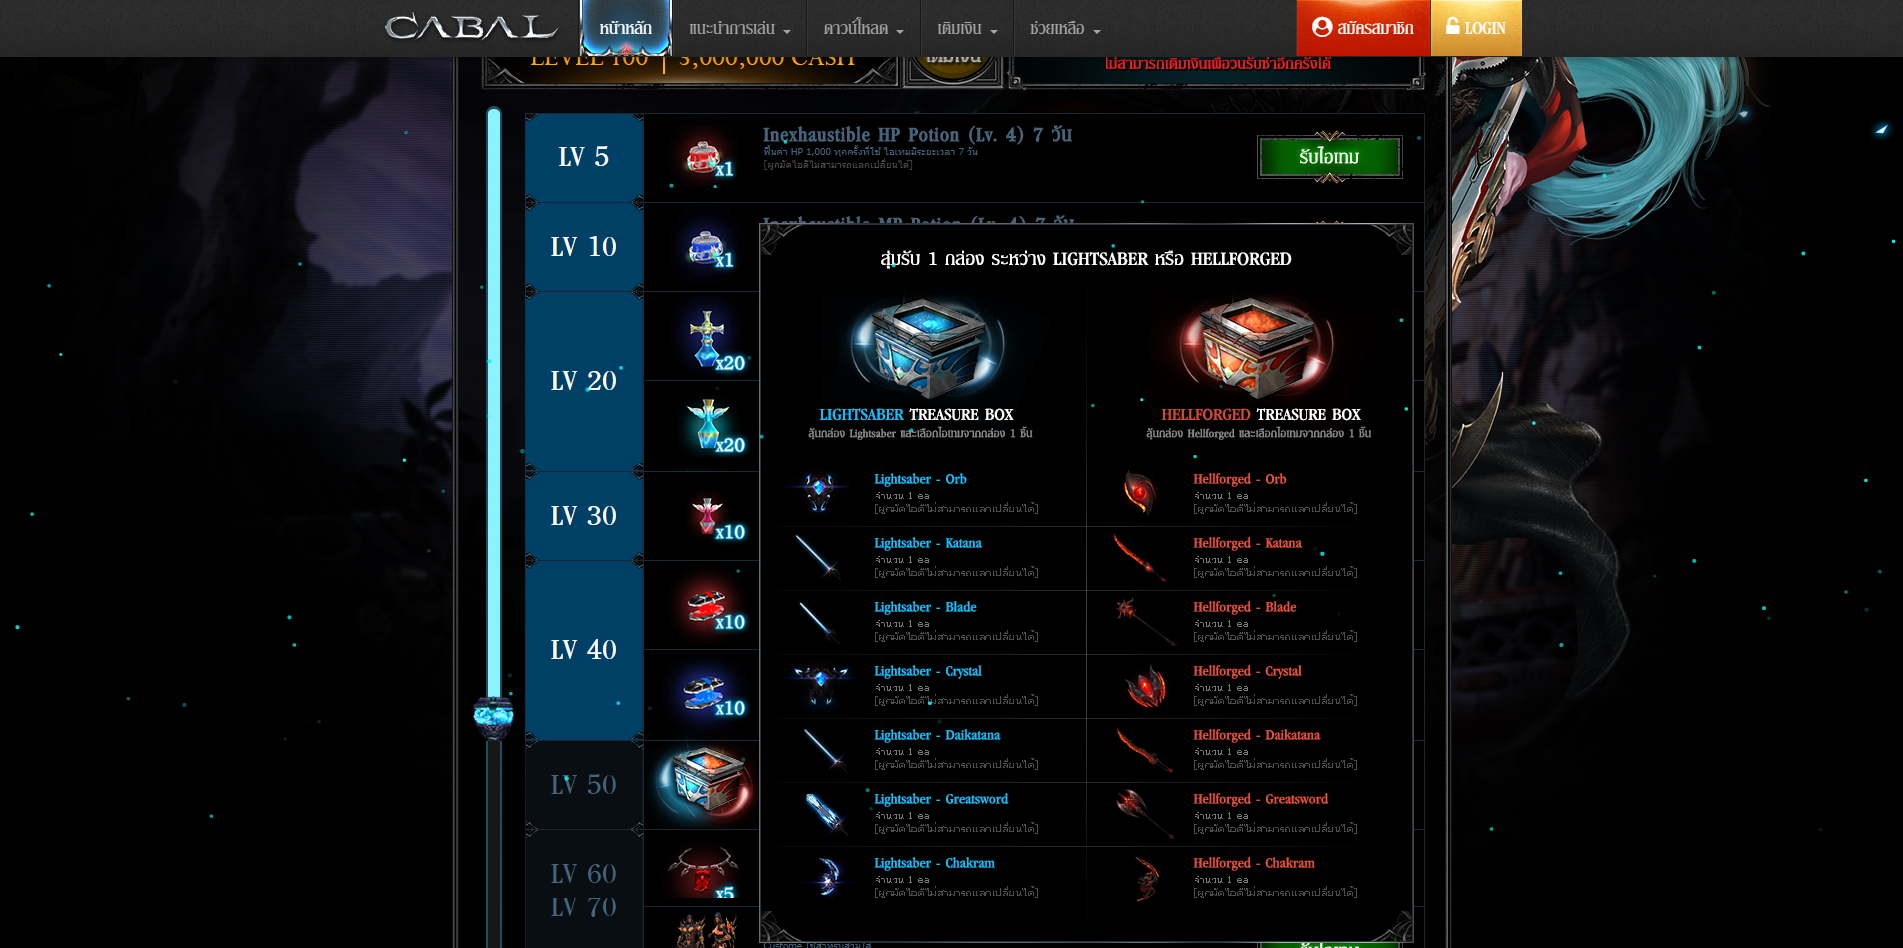 CABAL
หน้าหลัก
แนะนำการเล่น
ดาวน์โหลด
เติมเงิน
ช่วยเหลือ
สมัครสมาชิก
LOGIN
LEVEL 100 | 3,000,000 CASH
เติมเงิน
ไม่สามารถเติมเงินเพื่อวนรับซ้ำอีกครั้งได้
LV 5
x1
Inexhaustible HP Potion (Lv. 4) 7 วัน
ฟื้นค่า HP 1,000 ทุกครั้งที่ใช้ ไอเทมมีระยะเวลา 7 วัน
[ผูกมัดไอดีไม่สามารถแลกเปลี่ยนได้]
รับไอเทม
LV 10
x1
Inexhaustible MP Potion (Lv. 4) 7 วัน
LV 20
x20
x20
LV 30
x10
LV 40
x10
x10
LV 50
LV 60
LV 70
x5
สุ่มรับ 1 กล่อง ระหว่าง LIGHTSABER หรือ HELLFORGED
LIGHTSABER TREASURE BOX
ลุ้นกล่อง Lightsaber และเลือกไอเทมจากกล่อง 1 ชิ้น
Lightsaber - Orb
จำนวน 1 ea
[ผูกมัดไอดีไม่สามารถแลกเปลี่ยนได้]
Lightsaber - Katana
จำนวน 1 ea
[ผูกมัดไอดีไม่สามารถแลกเปลี่ยนได้]
Lightsaber - Blade
จำนวน 1 ea
[ผูกมัดไอดีไม่สามารถแลกเปลี่ยนได้]
Lightsaber - Crystal
จำนวน 1 ea
[ผูกมัดไอดีไม่สามารถแลกเปลี่ยนได้]
Lightsaber - Daikatana
จำนวน 1 ea
[ผูกมัดไอดีไม่สามารถแลกเปลี่ยนได้]
Lightsaber - Greatsword
จำนวน 1 ea
[ผูกมัดไอดีไม่สามารถแลกเปลี่ยนได้]
Lightsaber - Chakram
จำนวน 1 ea
[ผูกมัดไอดีไม่สามารถแลกเปลี่ยนได้]
HELLFORGED TREASURE BOX
ลุ้นกล่อง Hellforged และเลือกไอเทมจากกล่อง 1 ชิ้น
Hellforged - Orb
จำนวน 1 ea
[ผูกมัดไอดีไม่สามารถแลกเปลี่ยนได้]
Hellforged - Katana
จำนวน 1 ea
[ผูกมัดไอดีไม่สามารถแลกเปลี่ยนได้]
Hellforged - Blade
จำนวน 1 ea
[ผูกมัดไอดีไม่สามารถแลกเปลี่ยนได้]
Hellforged - Crystal
จำนวน 1 ea
[ผูกมัดไอดีไม่สามารถแลกเปลี่ยนได้]
Hellforged - Daikatana
จำนวน 1 ea
[ผูกมัดไอดีไม่สามารถแลกเปลี่ยนได้]
Hellforged - Greatsword
จำนวน 1 ea
[ผูกมัดไอดีไม่สามารถแลกเปลี่ยนได้]
Hellforged - Chakram
จำนวน 1 ea
[ผูกมัดไอดีไม่สามารถแลกเปลี่ยนได้]
รับไอเทม